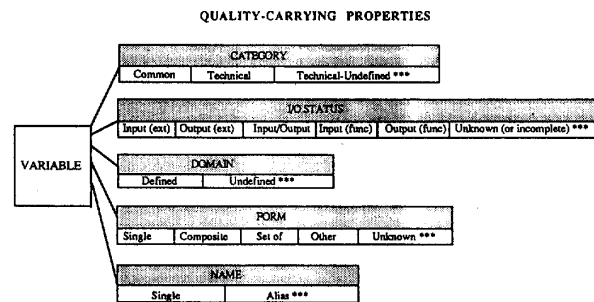 QUALITY-CARRYING PROPERTIES
CATEGORY
Common Technical Technical-Undefined ***
I/O STATUS
Input (ext) Output (ext) Input/Output Input (func) Output (func) Unknown (or incomplete) ***
VARIABLE
DOMAIN
Defined Undefined ***
FORM
Single Composite Set of Other Unknown ***
NAME
Single Alias ***